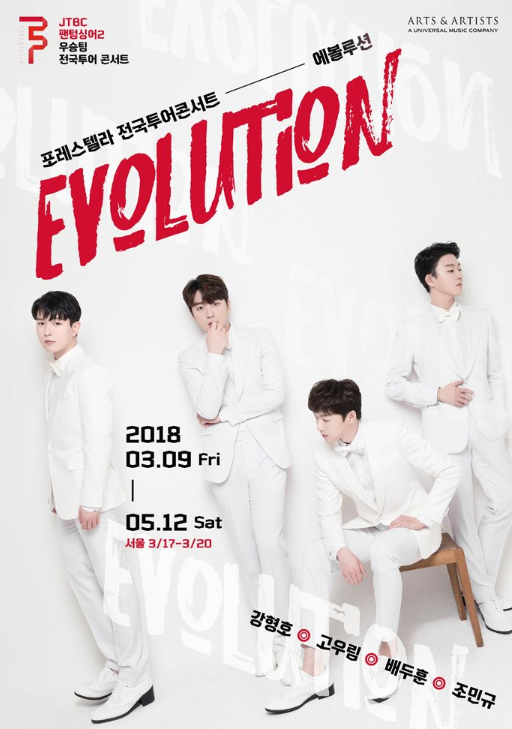 JTBC
팬텀싱어2
우승팀
전국투어 콘서트
ARTS & ARTISTS
A UNIVERSAL MUSIC COMPANY
포레스텔라 전국투어콘서트 에볼루션
EVOLUTION
2018
03.09 Fri
05.12 Sat
서울 3/17-3/20
강형호 고우림 배두훈 조민규
EVOLUTION